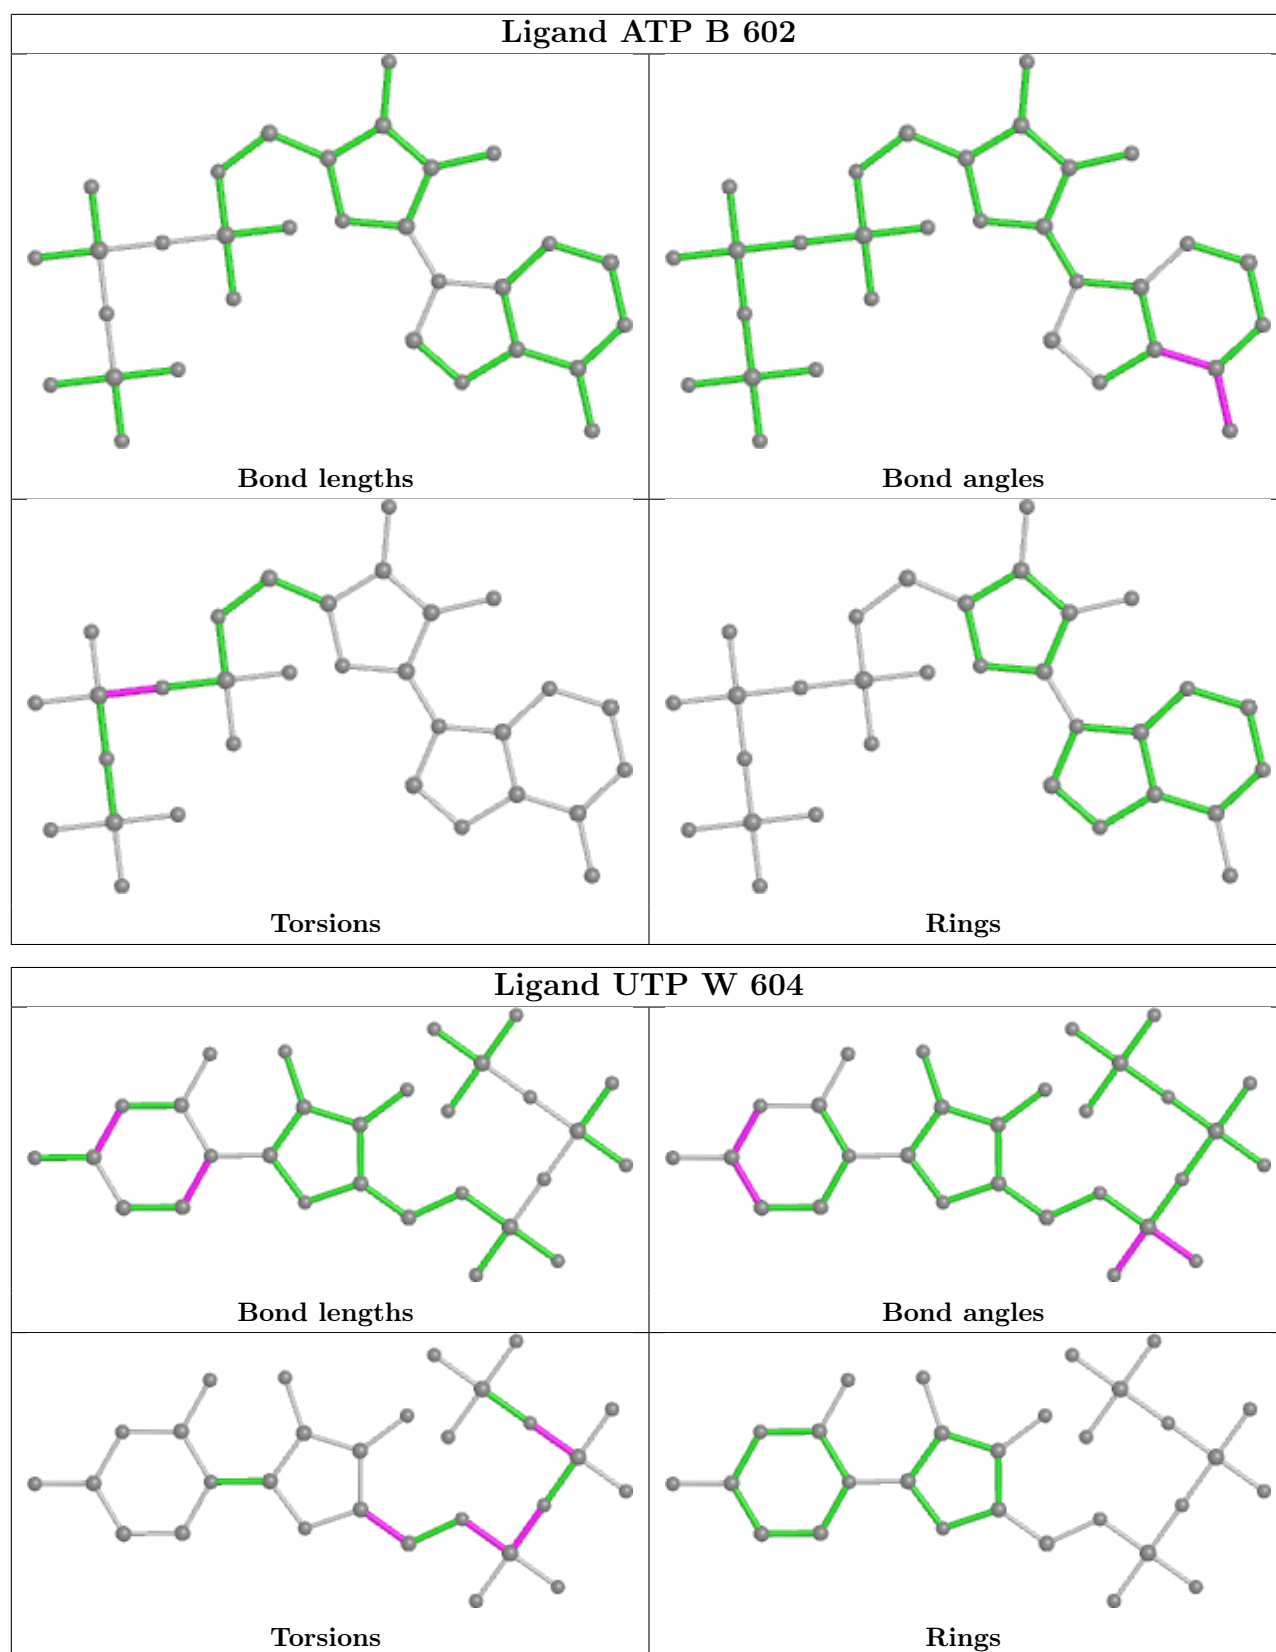 Ligand ATP B 602
Bond lengths
Bond angles
Torsions
Rings
Ligand UTP W 604
Bond lengths
Bond angles
Torsions
Rings